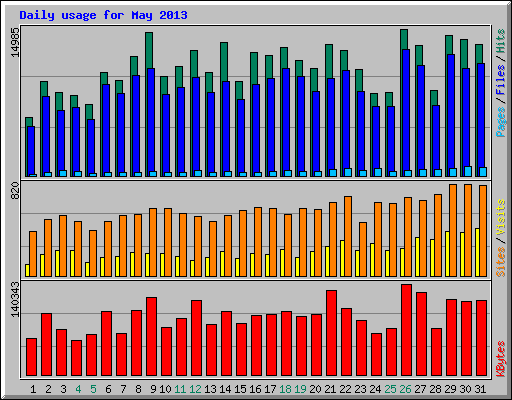 Daily usage for May 2013
14985
Pages / Files / Hits
820
Sites / Visits
140343
KBytes
1 2 3 4 5 6 7 8 9 10 11 12 13 14 15 16 17 18 19 20 21 22 23 24 25 26 27 28 29 30 31